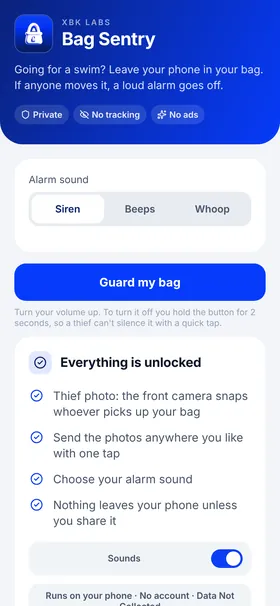 XBK LABS
Bag Sentry
Going for a swim? Leave your phone in your bag.
If anyone moves it, a loud alarm goes off.
Private
No tracking
No ads
Alarm sound
Siren
Beeps
Whoop
Guard my bag
Turn your volume up. To turn it off you hold the button for 2
seconds, so a thief can't silence it with a quick tap.
Everything is unlocked
Thief photo: the front camera snaps
whoever picks up your bag
Send the photos anywhere you like
with one tap
Choose your alarm sound
Nothing leaves your phone unless
you share it
Sounds
Runs on your phone · No account · Data Not
Collected